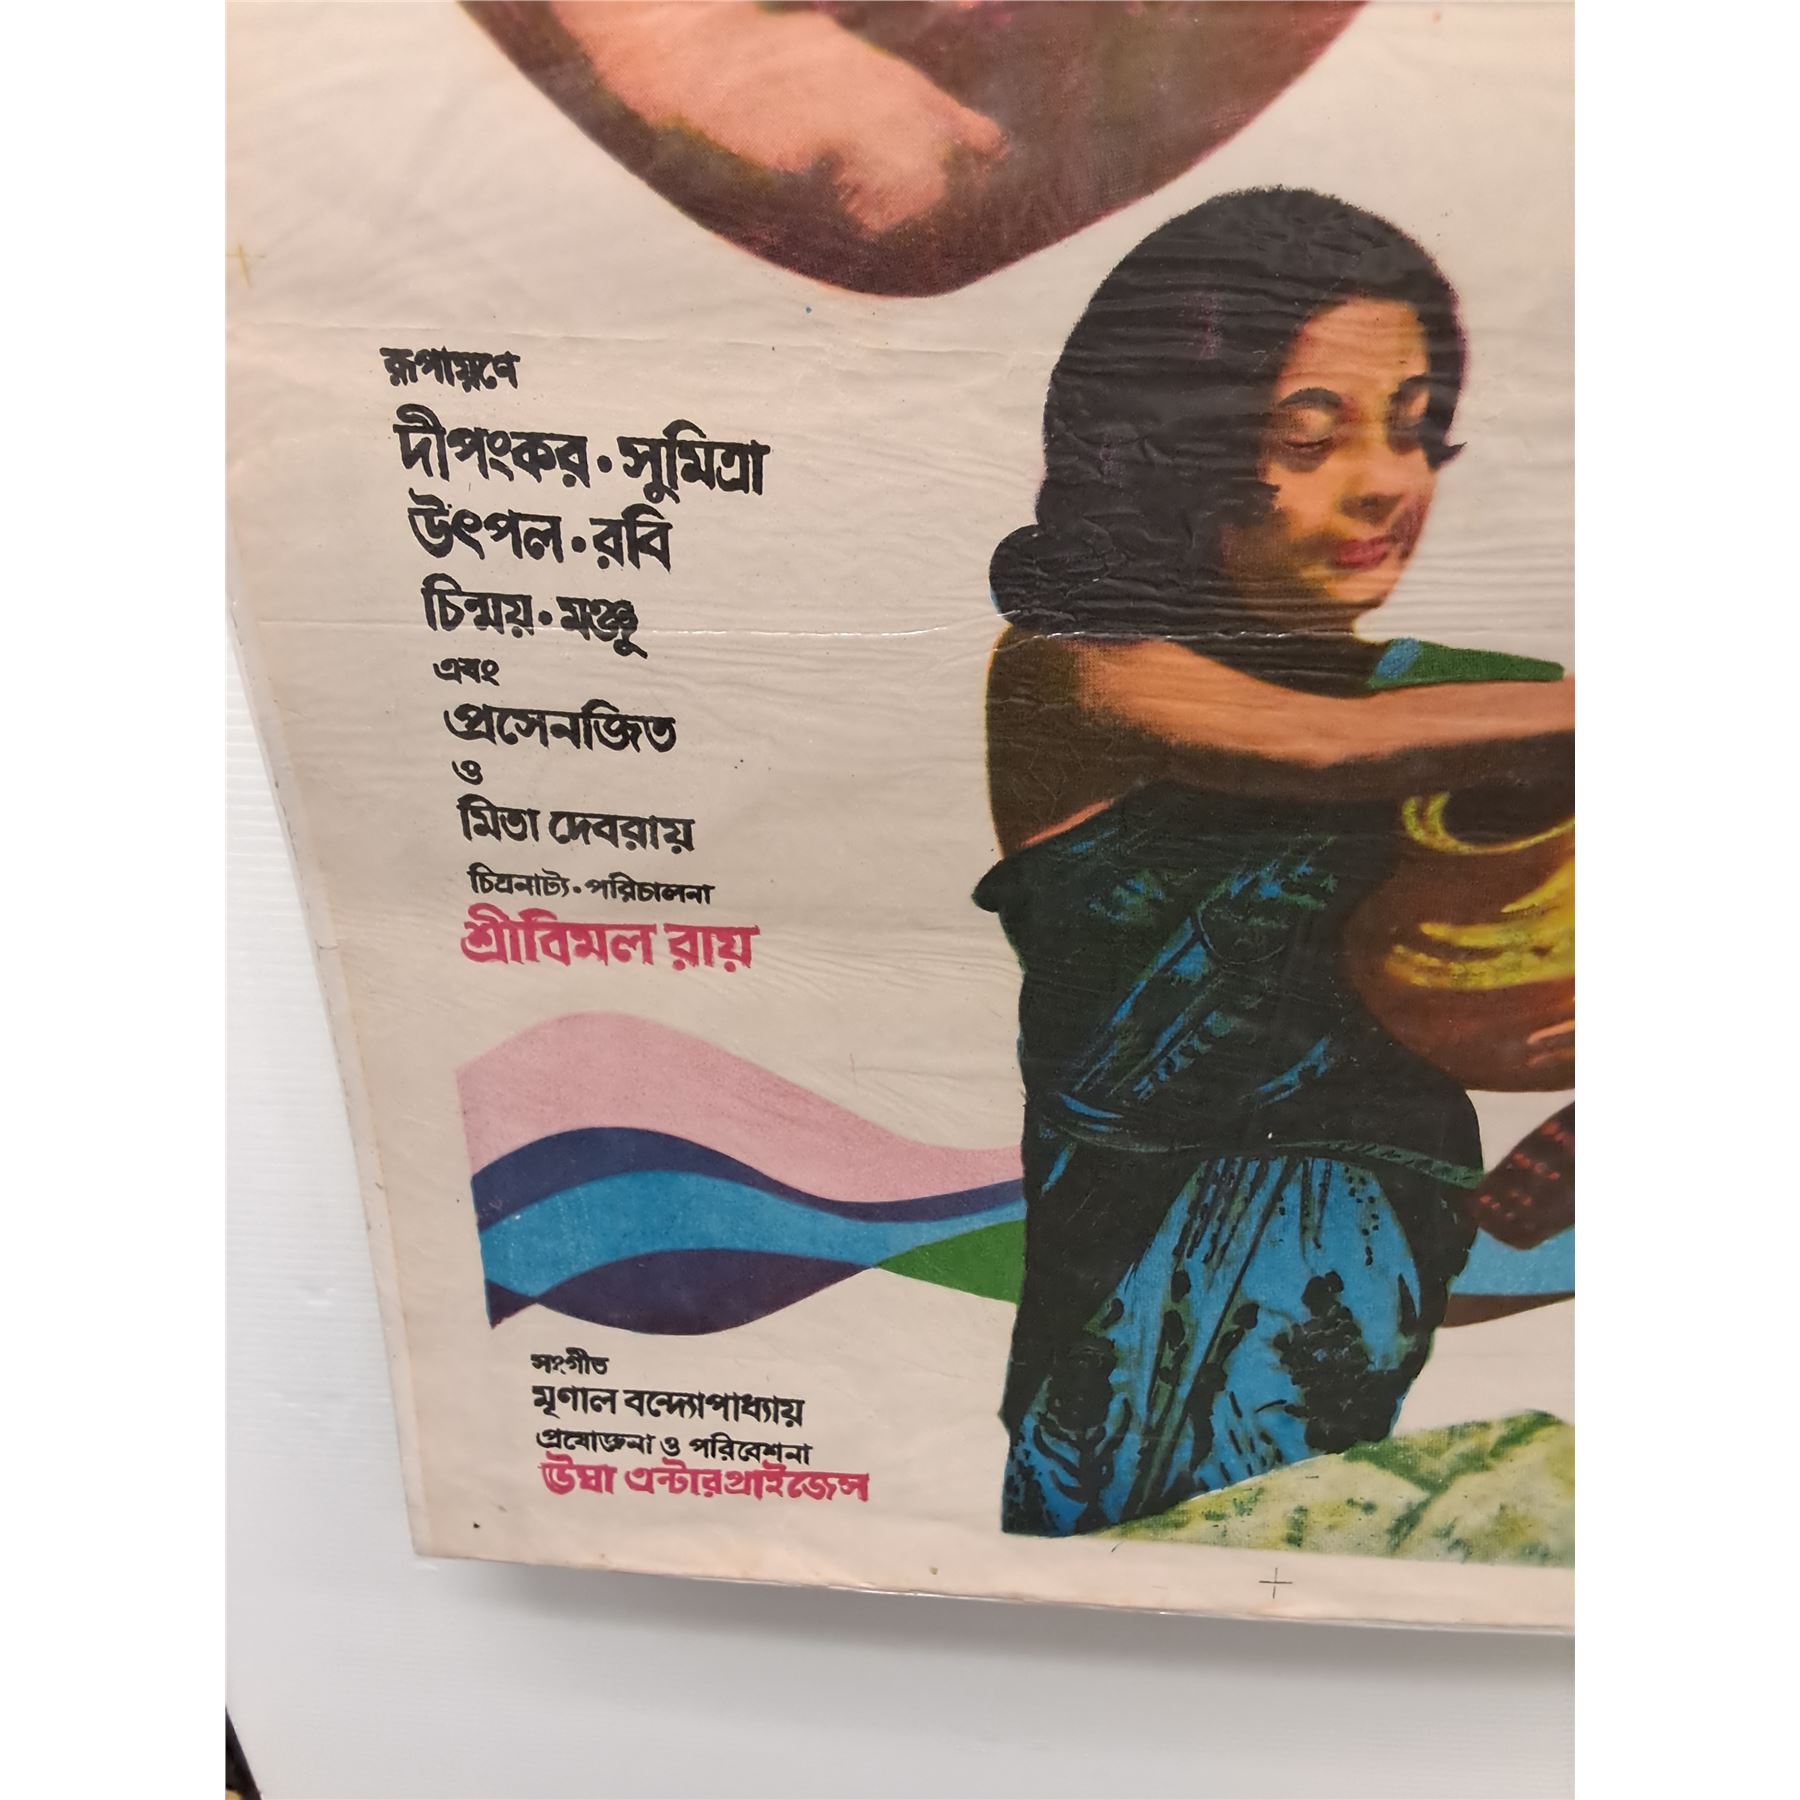 রূপায়ণে
দীপংকর • সুমিত্রা
উৎপল • রবি
চিন্ময় • মঞ্জু
এবং
প্রসেনজিত
ও
মিতা দেবরায়
চিত্রনাট্য • পরিচালনা
শ্রীবিমল রায়
সংগীত
মৃণাল বন্দ্যোপাধ্যায়
প্রযোজনা ও পরিবেশনা
ঊষা এন্টারপ্রাইজেস